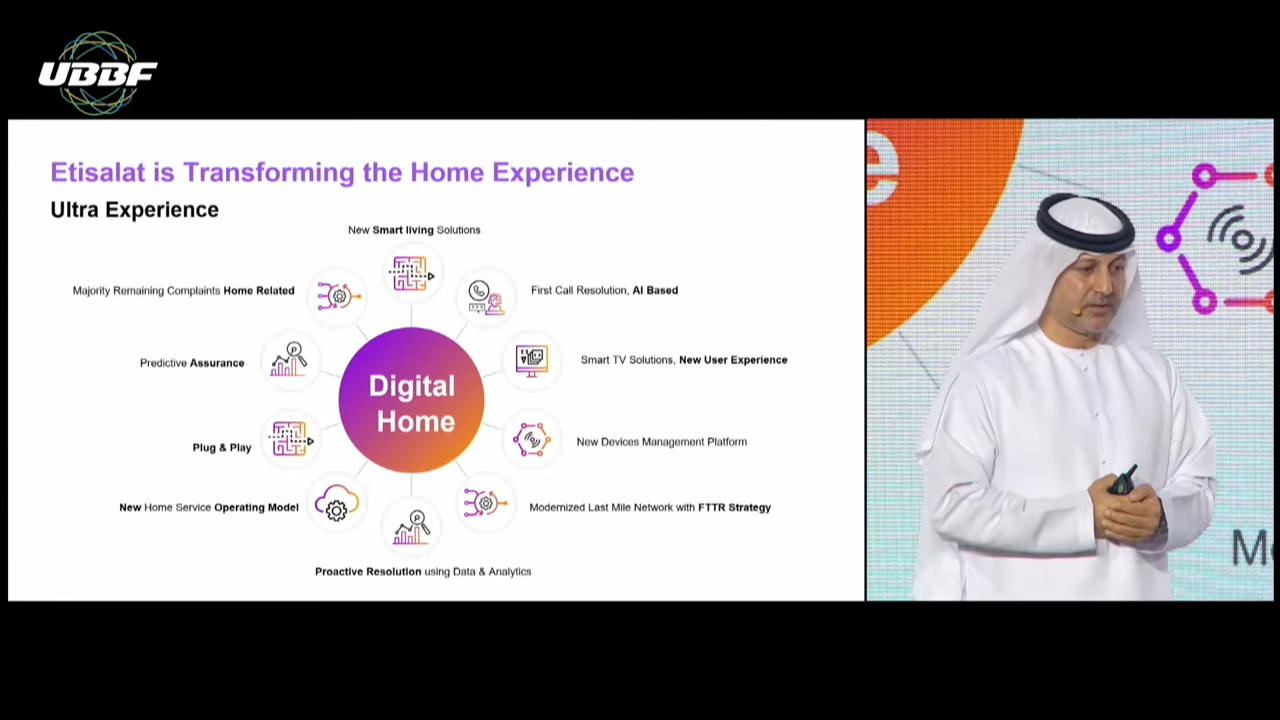 UBBF
Etisalat is Transforming the Home Experience
Ultra Experience
New Smart living Solutions
Majority Remaining Complaints Home Related
First Call Resolution, AI Based
Predictive Assurance
Smart TV Solutions, New User Experience
Digital
Home
Plug & Play
New Devices Management Platform
New Home Service Operating Model
Modernized Last Mile Network with FTTR Strategy
Proactive Resolution using Data & Analytics
e
M